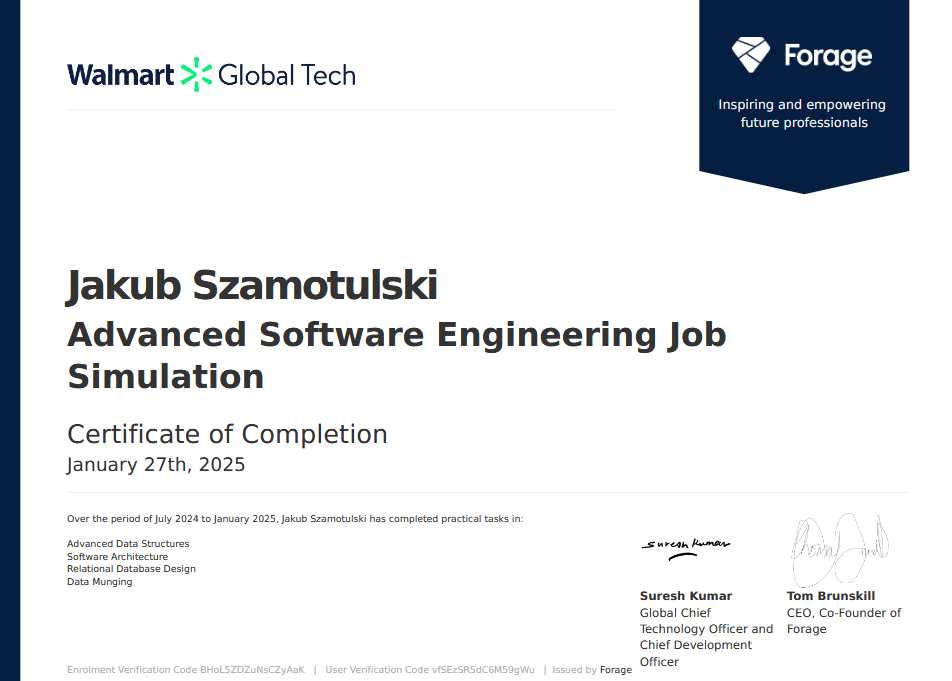 Walmart Global Tech
Forage
Inspiring and empowering
future professionals
Jakub Szamotulski
Advanced Software Engineering Job
Simulation
Certificate of Completion
January 27th, 2025
Over the period of July 2024 to January 2025, Jakub Szamotulski has completed practical tasks in:
Advanced Data Structures
Software Architecture
Relational Database Design
Data Munging
Suresh Kumar
Suresh Kumar
Global Chief
Technology Officer and
Chief Development
Officer
Tom Brunskill
CEO, Co-Founder of
Forage
Enrolment Verification Code BHoL5ZDZuNsCZyAaK | User Verification Code vfSEzSR5dC6M59gWu | Issued by Forage